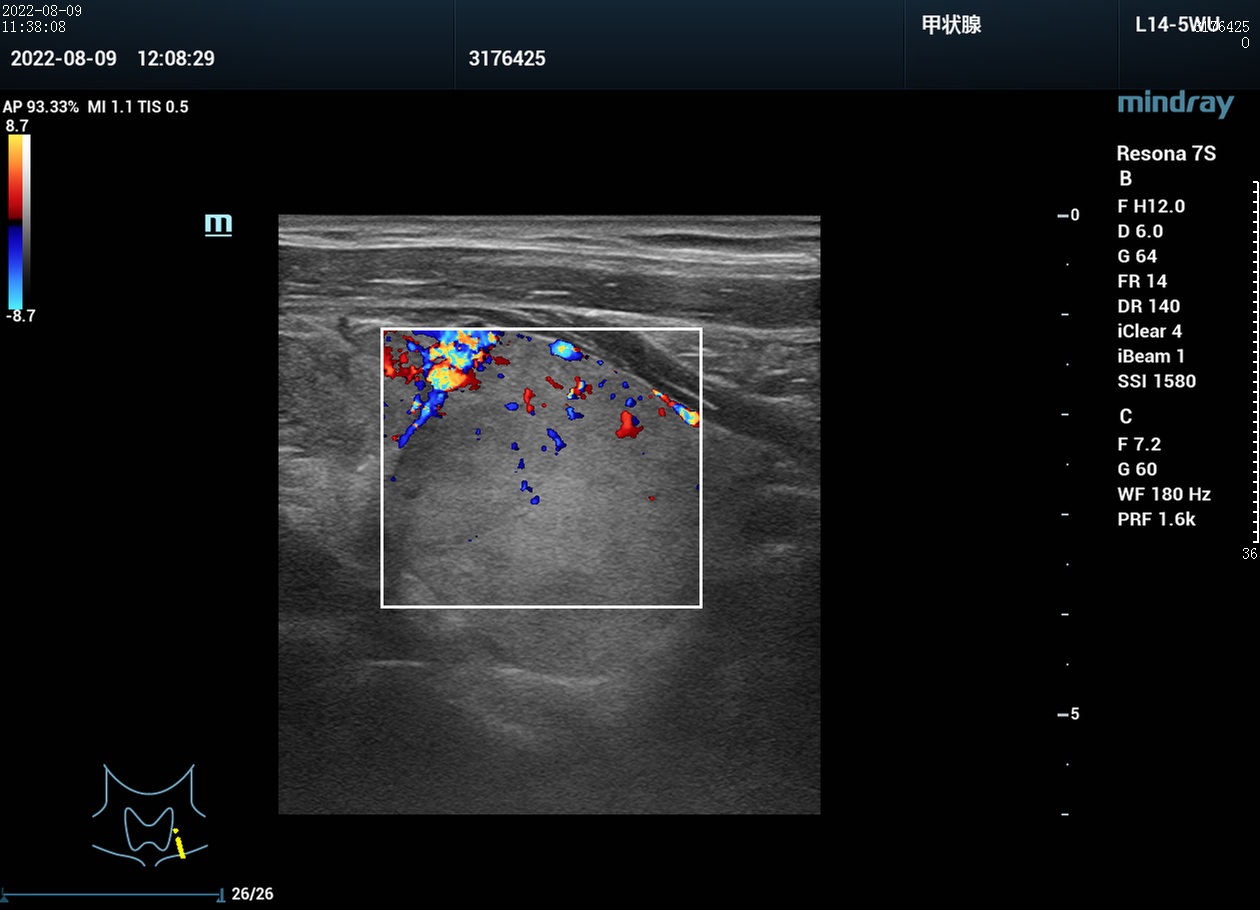 2022-08-09
11:38:08
2022-08-09 12:08:29
3176425
甲状腺
L14-5WU
3176425
0
AP 93.33% MI 1.1 TIS 0.5
8.7
-8.7
m
mindray
Resona 7S
B
F H12.0
D 6.0
G 64
FR 14
DR 140
iClear 4
iBeam 1
SSI 1580
C
F 7.2
G 60
WF 180 Hz
PRF 1.6k
0
5
36
26/26